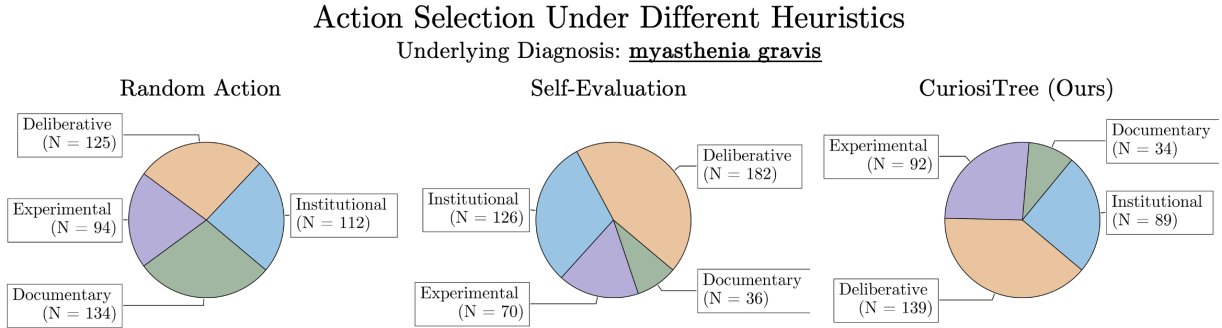 Action Selection Under Different Heuristics
Underlying Diagnosis: myasthenia gravis
Random Action
Deliberative
(N = 125)
Experimental
(N = 94)
Documentary
(N = 134)
Institutional
(N = 112)
Self-Evaluation
Institutional
(N = 126)
Experimental
(N = 70)
Deliberative
(N = 182)
Documentary
(N = 36)
CuriosiTree (Ours)
Experimental
(N = 92)
Deliberative
(N = 139)
Documentary
(N = 34)
Institutional
(N = 89)